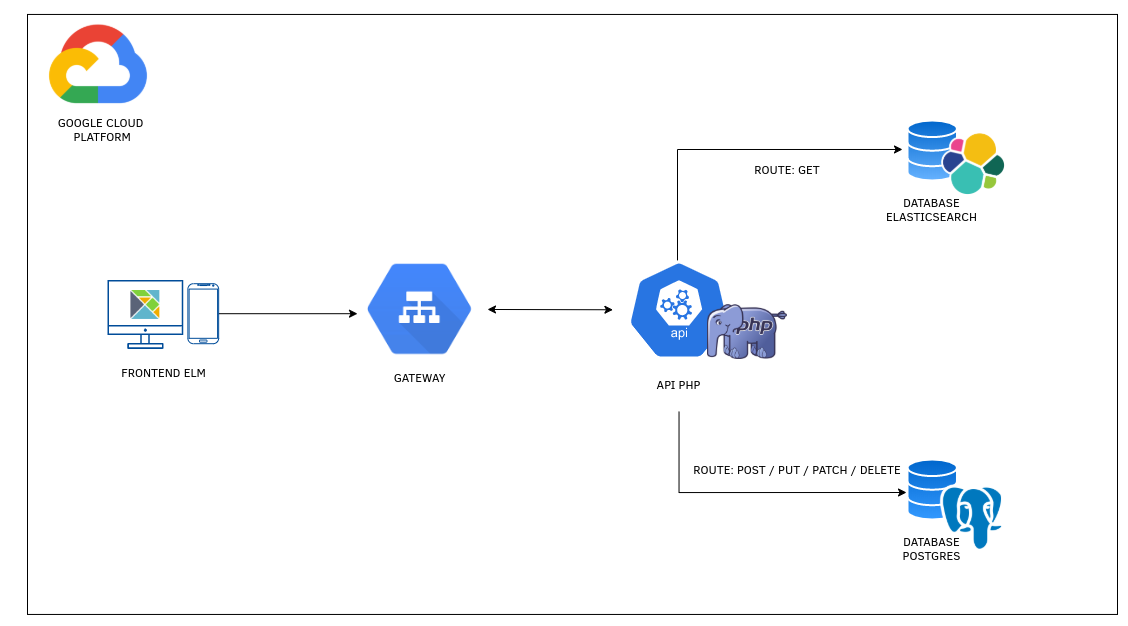 GOOGLE CLOUD
PLATFORM
ROUTE: GET
DATABASE
ELASTICSEARCH
FRONTEND ELM
GATEWAY
api
php
API PHP
ROUTE: POST / PUT / PATCH / DELETE
DATABASE
POSTGRES